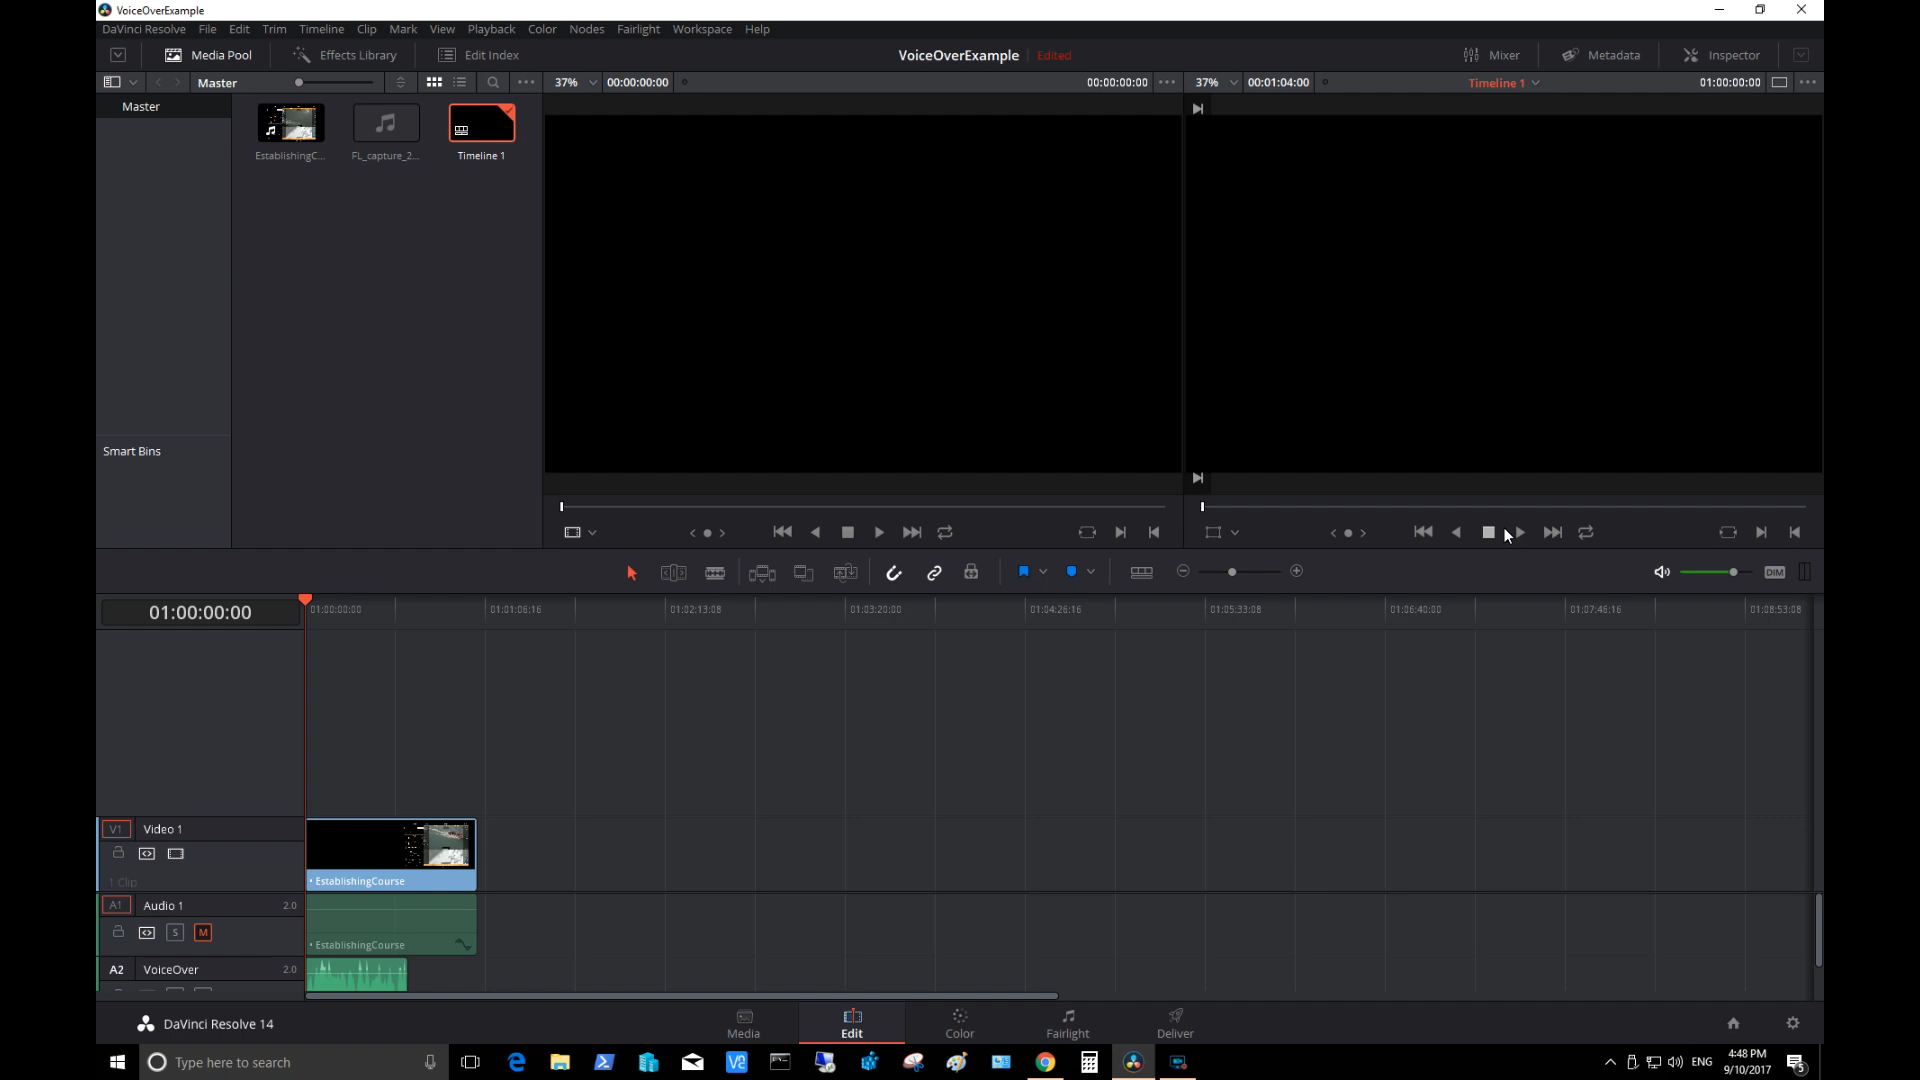 VoiceOverExample
DaVinci Resolve File Edit Trim Timeline Clip Mark View Playback Color Nodes Fairlight Workspace Help
Media Pool Effects Library Edit Index VoiceOverExample Edited Mixer Metadata Inspector
Master 37% 00:00:00:00 00:00:00:00 37% 00:01:04:00 Timeline 1 01:00:00:00
Master
EstablishingC... FL_capture_2... Timeline 1
Smart Bins
DIM
01:00:00:00 01:00:00:00 01:01:06:16 01:02:13:08 01:03:20:00 01:04:26:16 01:05:33:08 01:06:40:00 01:07:46:16 01:08:53:08
V1 Video 1
1 Clip
• EstablishingCourse
A1 Audio 1 2.0
S M
• EstablishingCourse
A2 VoiceOver 2.0
DaVinci Resolve 14 Media Edit Color Fairlight Deliver
Type here to search ENG 4:48 PM
9/10/2017 5